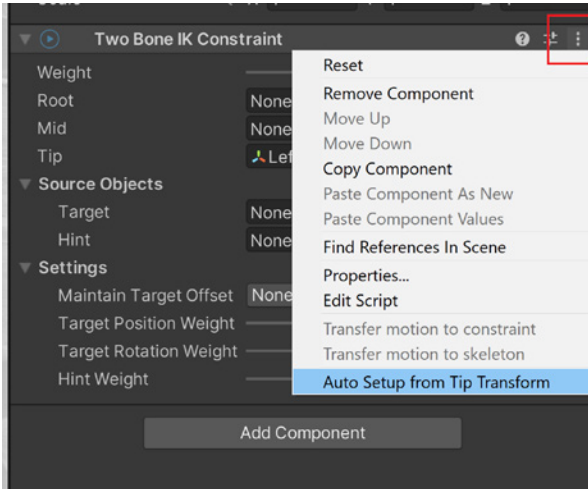 Two Bone IK Constraint
Weight
Root None
Mid None
Tip Lef
Source Objects
Target None
Hint None
Settings
Maintain Target Offset None
Target Position Weight
Target Rotation Weight
Hint Weight
Reset
Remove Component
Move Up
Move Down
Copy Component
Paste Component As New
Paste Component Values
Find References In Scene
Properties...
Edit Script
Transfer motion to constraint
Transfer motion to skeleton
Auto Setup from Tip Transform
Add Component